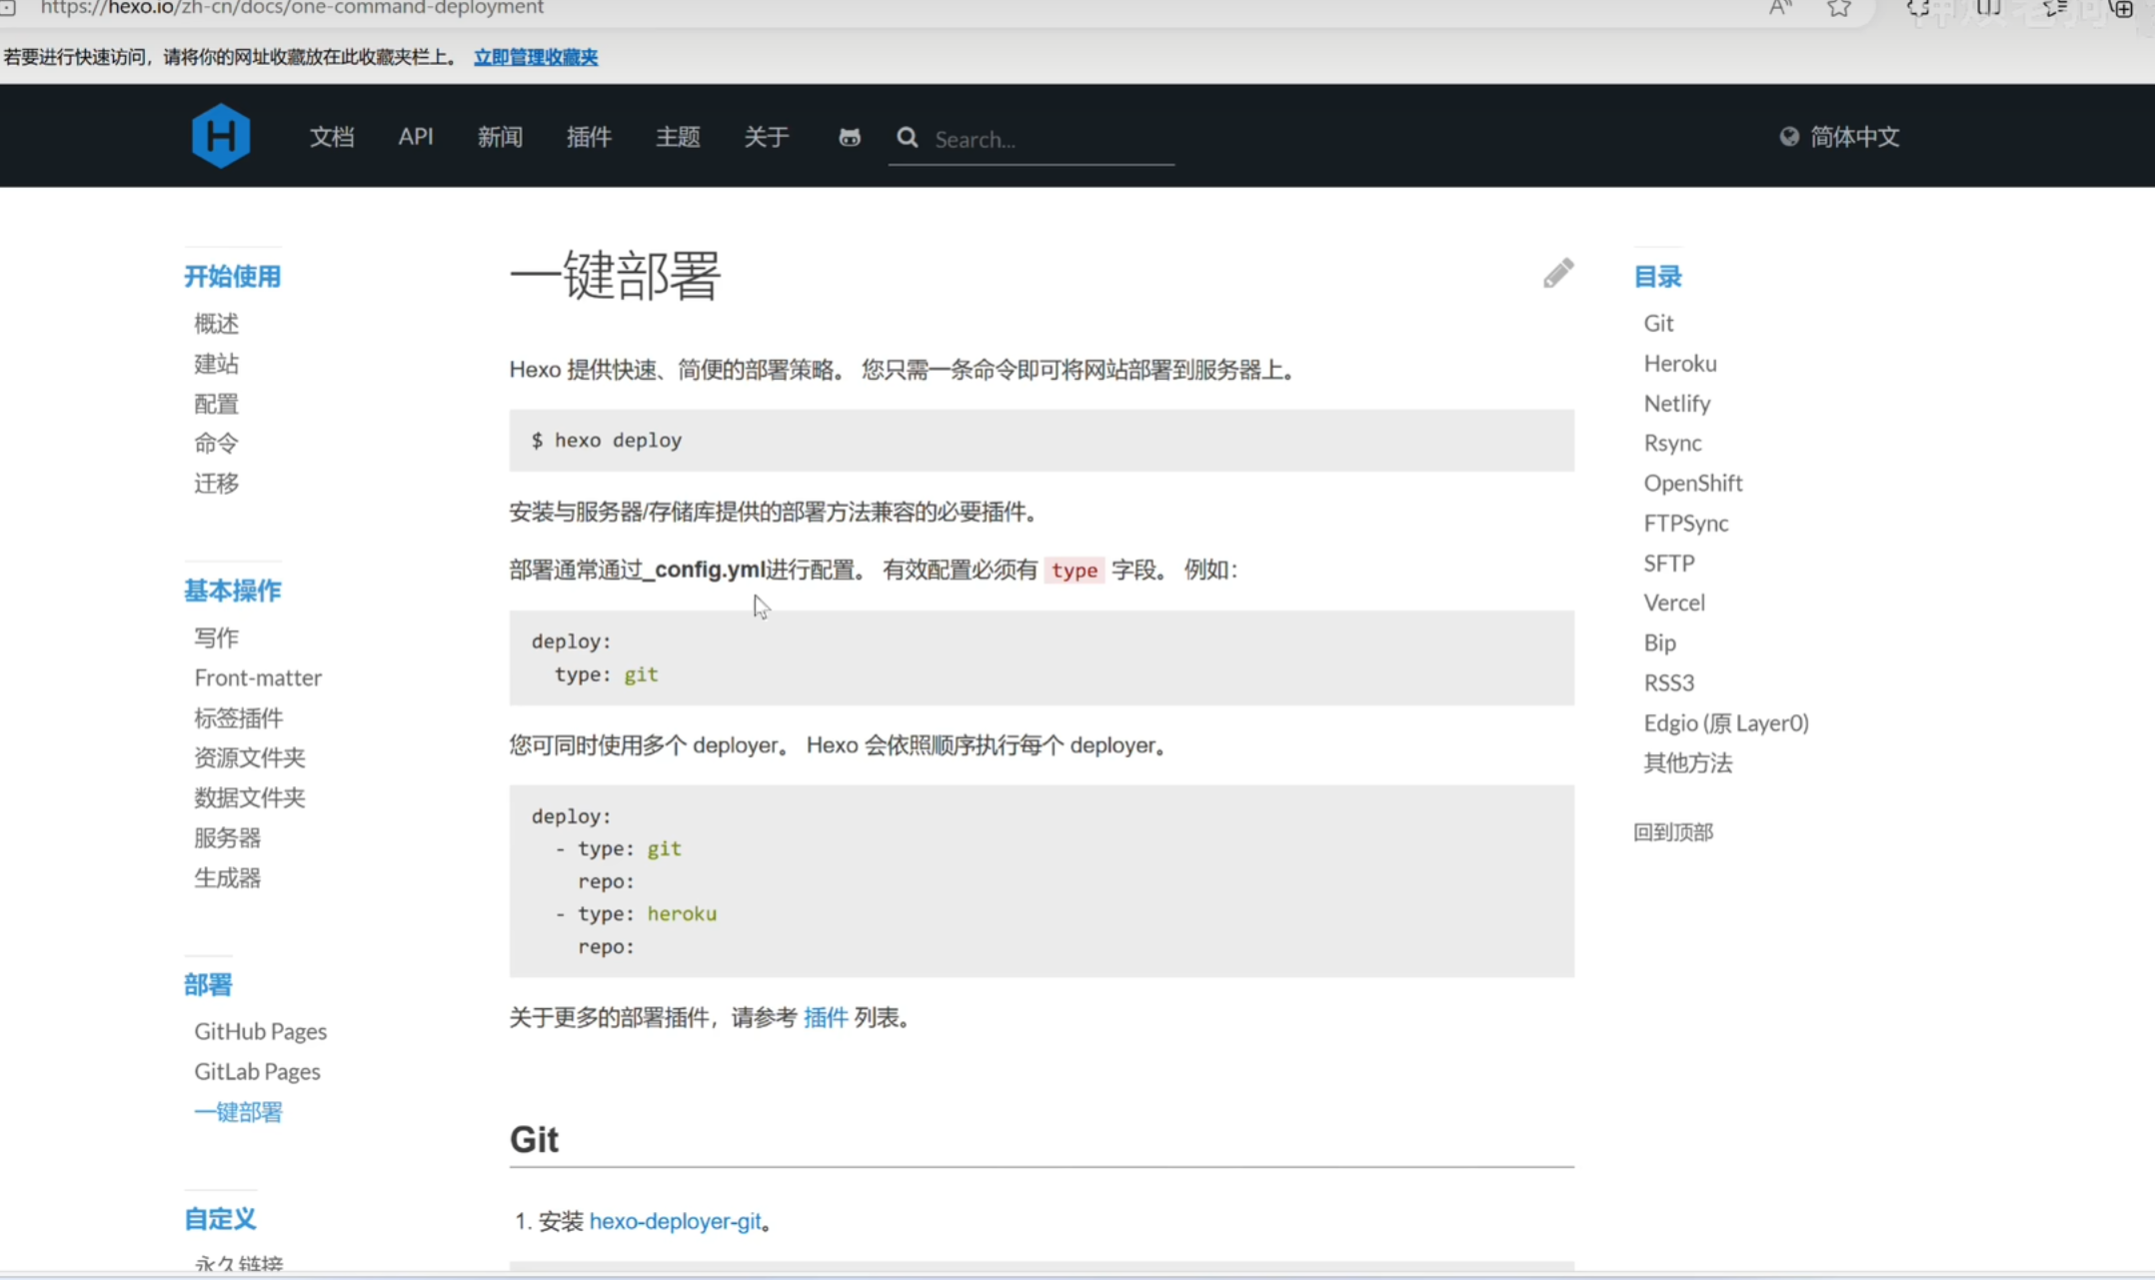 https://hexo.io/zh-cn/docs/one-command-deployment
若要进行快速访问，请将你的网址收藏放在此收藏夹栏上。 立即管理收藏夹
文档 API 新闻 插件 主题 关于 Search... 简体中文
开始使用
概述
建站
配置
命令
迁移
基本操作
写作
Front-matter
标签插件
资源文件夹
数据文件夹
服务器
生成器
部署
GitHub Pages
GitLab Pages
一键部署
自定义
永久链接
一键部署
Hexo 提供快速、简便的部署策略。 您只需一条命令即可将网站部署到服务器上。
$ hexo deploy
安装与服务器/存储库提供的部署方法兼容的必要插件。
部署通常通过_config.yml进行配置。 有效配置必须有 type 字段。 例如：
deploy:
  type: git
您可同时使用多个 deployer。 Hexo 会依照顺序执行每个 deployer。
deploy:
  - type: git
    repo:
  - type: heroku
    repo:
关于更多的部署插件，请参考 插件 列表。
Git
1. 安装 hexo-deployer-git。
目录
Git
Heroku
Netlify
Rsync
OpenShift
FTPSync
SFTP
Vercel
Bip
RSS3
Edgio (原 Layer0)
其他方法
回到顶部